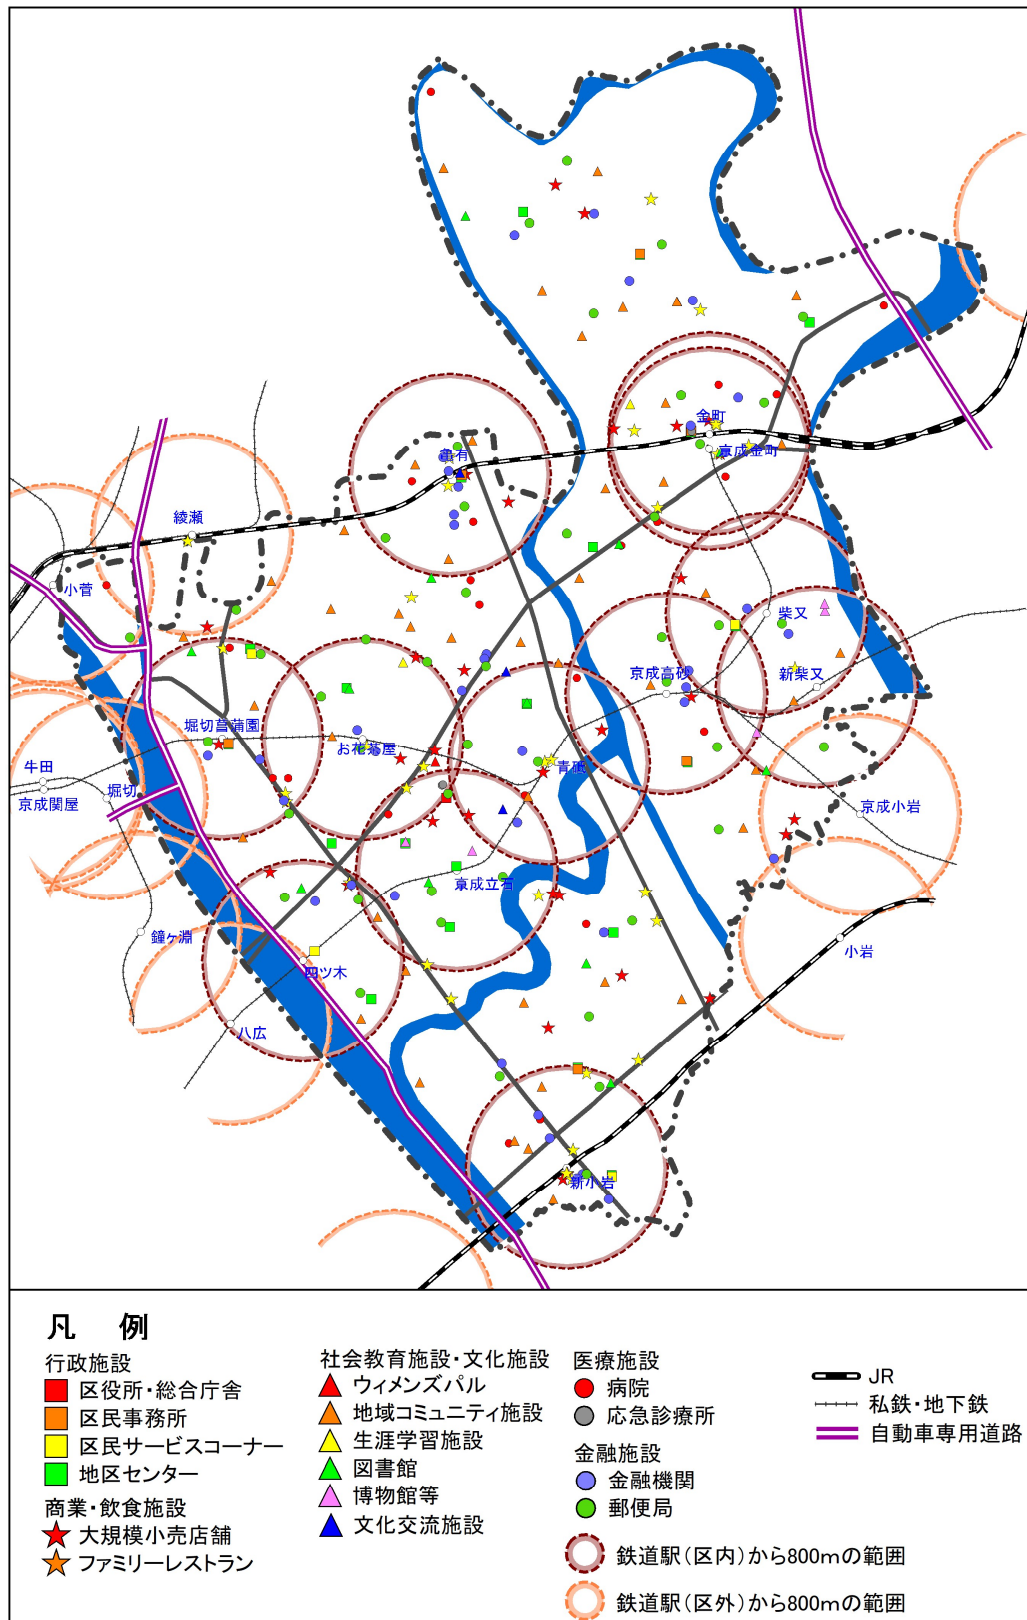 金町
京成金町
亀有
綾瀬
小菅
柴又
京成高砂
新柴又
堀切菖蒲園
お花茶屋
青砥
牛田
京成関屋
堀切
京成小岩
京成立石
鐘ヶ淵
小岩
四ツ木
八広
新小岩
凡 例
行政施設
区役所・総合庁舎
区民事務所
区民サービスコーナー
地区センター
商業・飲食施設
大規模小売店舗
ファミリーレストラン
社会教育施設・文化施設
ウィメンズパル
地域コミュニティ施設
生涯学習施設
図書館
博物館等
文化交流施設
医療施設
病院
応急診療所
金融施設
金融機関
郵便局
鉄道駅(区内)から800mの範囲
鉄道駅(区外)から800mの範囲
JR
私鉄・地下鉄
自動車専用道路